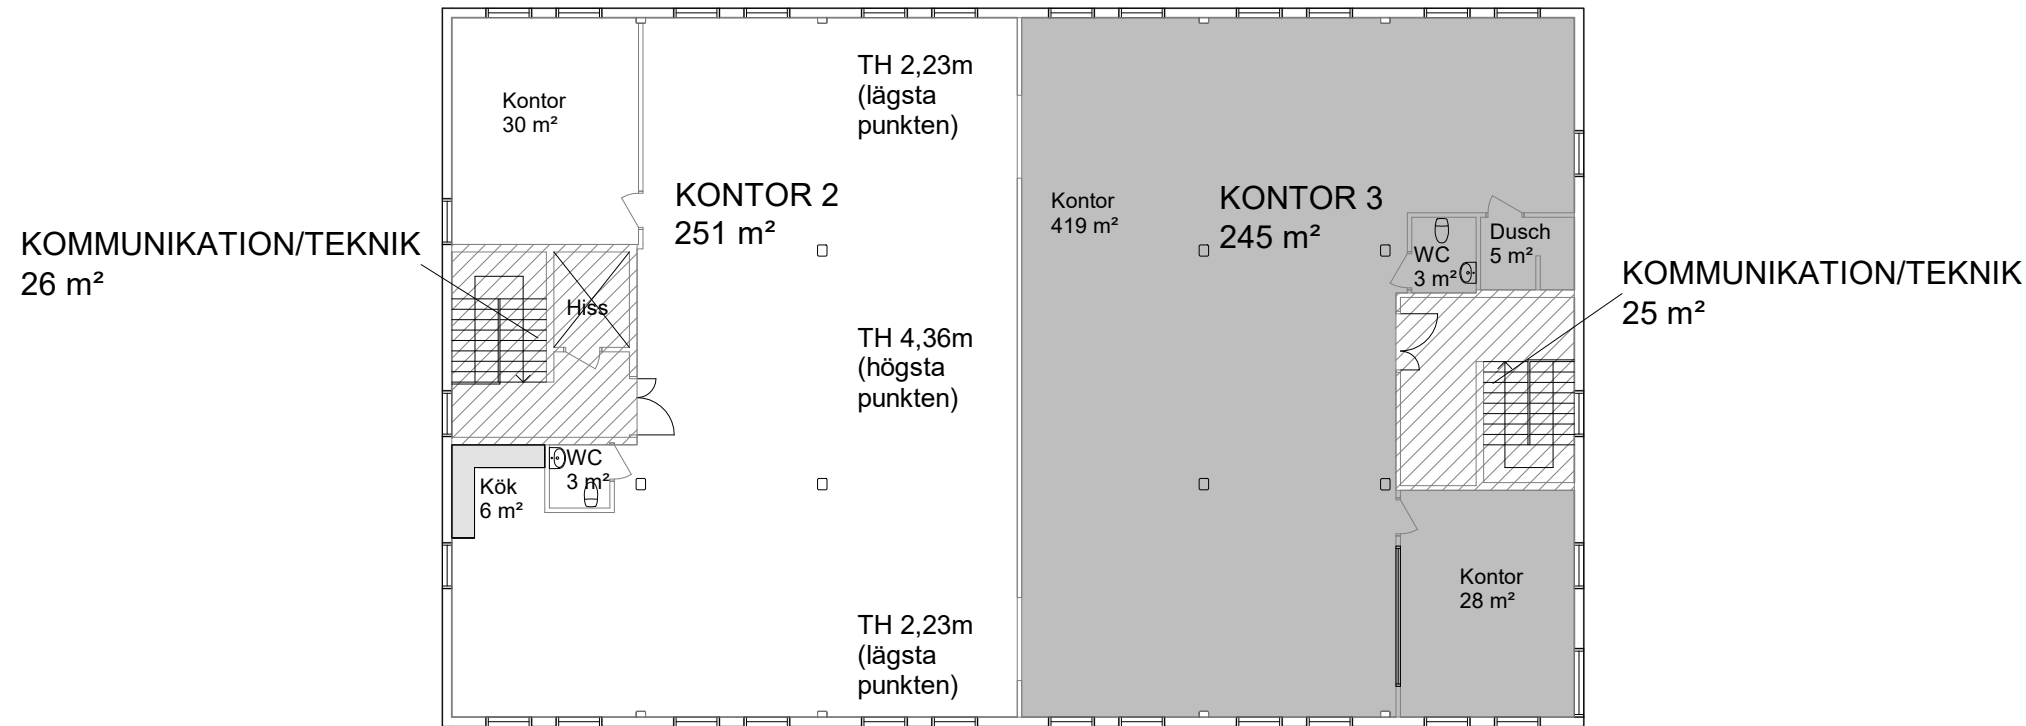 TH 2,23m
(lägsta
punkten)
Kontor
30 m²
KONTOR 2
251 m²
Kontor
419 m²
KONTOR 3
245 m²
KOMMUNIKATION/TEKNIK
26 m²
WC
3 m²
Dusch
5 m²
KOMMUNIKATION/TEKNIK
25 m²
Hiss
TH 4,36m
(högsta
punkten)
WC
3 m²
Kök
6 m²
Kontor
28 m²
TH 2,23m
(lägsta
punkten)